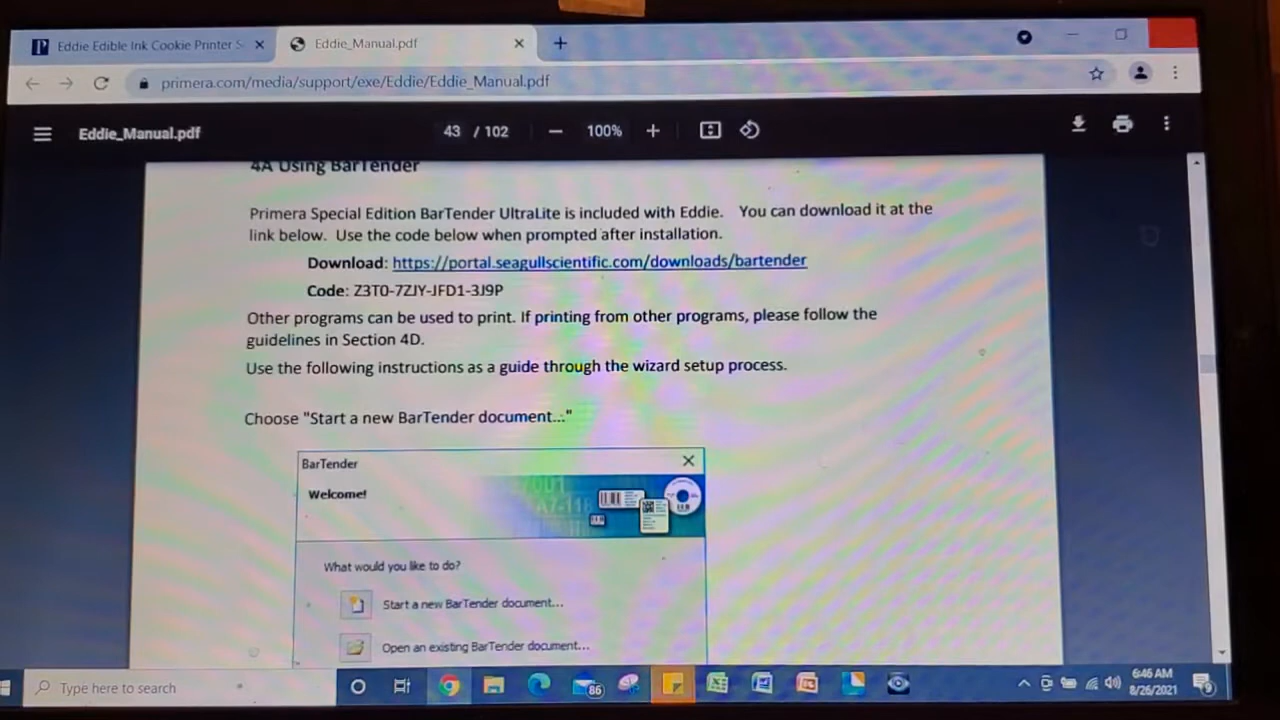 Eddie Edible Ink Cookie Printer S
Eddie_Manual.pdf
primera.com/media/support/exe/Eddie/Eddie_Manual.pdf
Eddie_Manual.pdf
43 / 102
100%
4A Using BarTender
Primera Special Edition BarTender UltraLite is included with Eddie. You can download it at the
link below. Use the code below when prompted after installation.
Download: https://portal.seagullscientific.com/downloads/bartender
Code: Z3T0-7ZJY-JFD1-3J9P
Other programs can be used to print. If printing from other programs, please follow the
guidelines in Section 4D.
Use the following instructions as a guide through the wizard setup process.
Choose "Start a new BarTender document..."
BarTender
Welcome!
What would you like to do?
Start a new BarTender document...
Open an existing BarTender document...
Type here to search
86
6:46 AM
8/26/2021
9